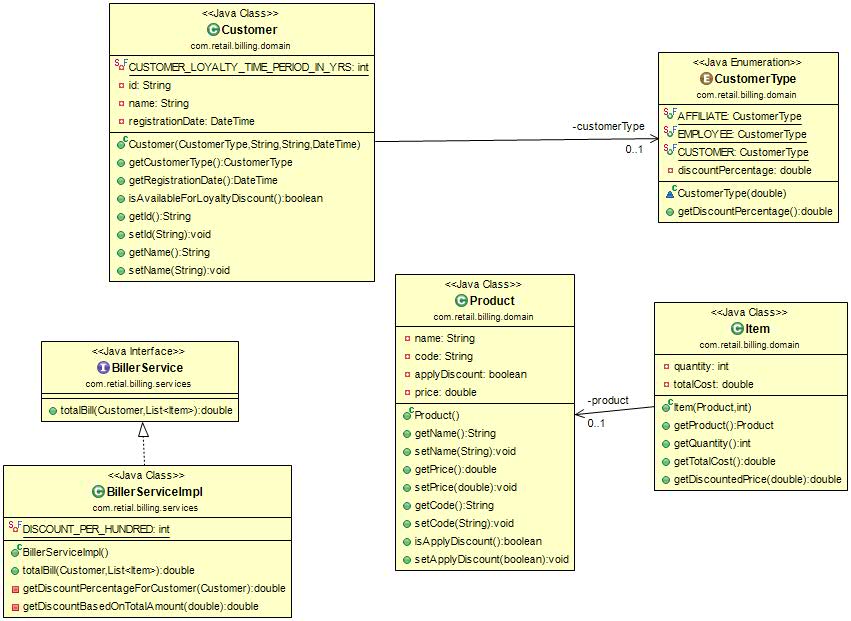 <<Java Class>>
Customer
com.retail.billing.domain
CUSTOMER_LOYALTY_TIME_PERIOD_IN_YRS: int
id: String
name: String
registrationDate: DateTime
Customer(CustomerType,String,String,DateTime)
getCustomerType():CustomerType
getRegistrationDate():DateTime
isAvailableForLoyaltyDiscount():boolean
getId():String
setId(String):void
getName():String
setName(String):void
-customerType
0..1
<<Java Enumeration>>
CustomerType
com.retail.billing.domain
AFFILIATE: CustomerType
EMPLOYEE: CustomerType
CUSTOMER: CustomerType
discountPercentage: double
CustomerType(double)
getDiscountPercentage():double
<<Java Class>>
Product
com.retail.billing.domain
name: String
code: String
applyDiscount: boolean
price: double
Product()
getName():String
setName(String):void
getPrice():double
setPrice(double):void
getCode():String
setCode(String):void
isApplyDiscount():boolean
setApplyDiscount(boolean):void
-product
0..1
<<Java Class>>
Item
com.retail.billing.domain
quantity: int
totalCost: double
Item(Product,int)
getProduct():Product
getQuantity():int
getTotalCost():double
getDiscountedPrice(double):double
<<Java Interface>>
BillerService
com.retial.billing.services
totalBill(Customer,List<Item>):double
<<Java Class>>
BillerServiceImpl
com.retial.billing.services
DISCOUNT_PER_HUNDRED: int
BillerServiceImpl()
totalBill(Customer,List<Item>):double
getDiscountPercentageForCustomer(Customer):double
getDiscountBasedOnTotalAmount(double):double